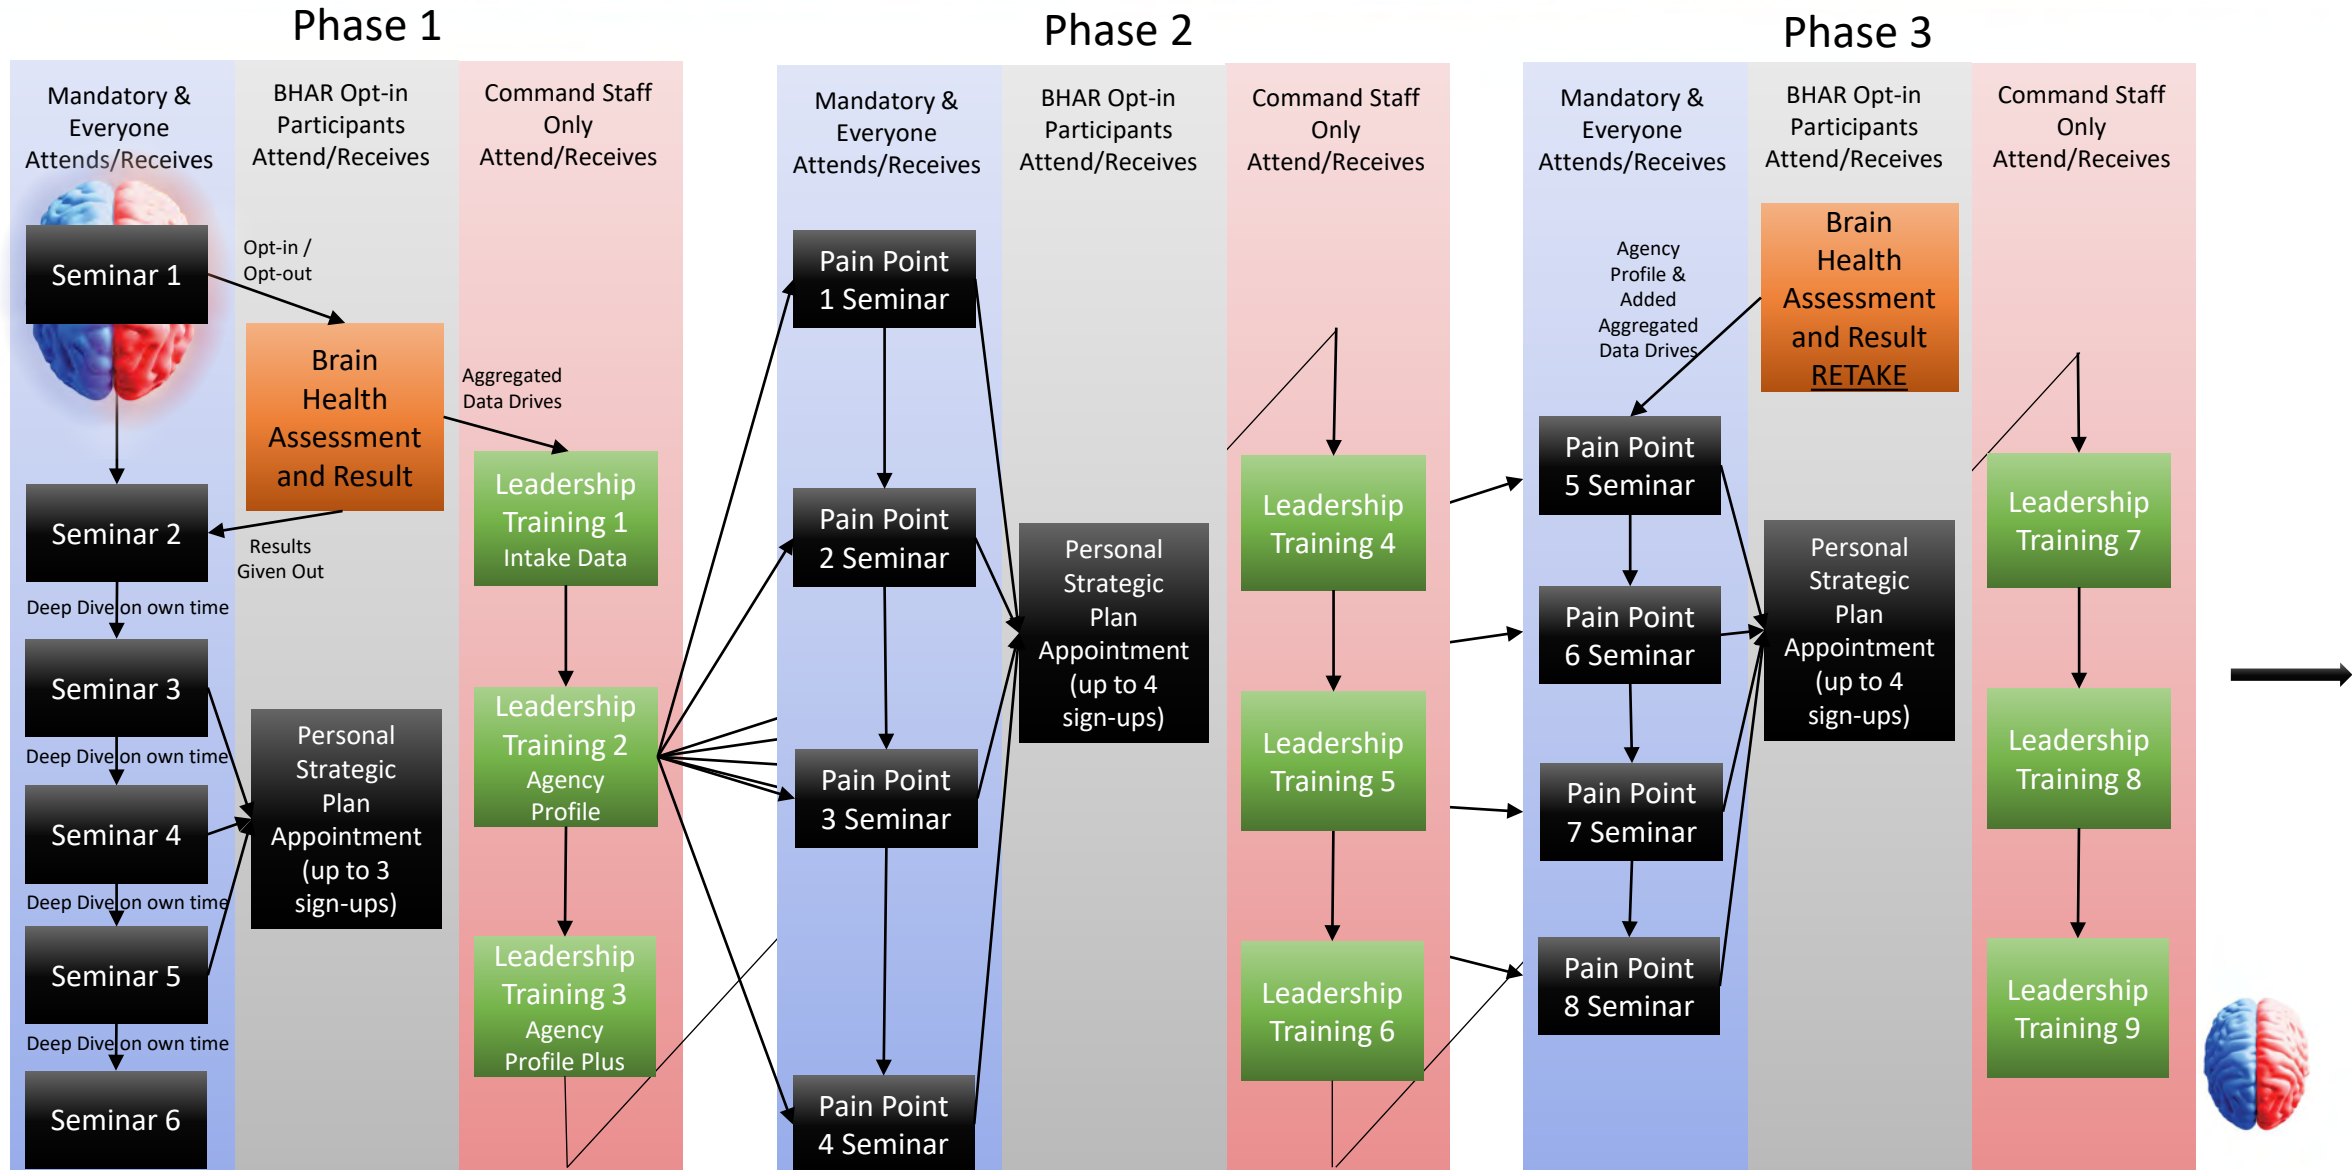 Phase 1
Mandatory &
Everyone
Attends/Receives
BHAR Opt-in
Participants
Attend/Receives
Command Staff
Only
Attend/Receives
Seminar 1
Opt-in /
Opt-out
Brain
Health
Assessment
and Result
Aggregated
Data Drives
Leadership
Training 1
Intake Data
Seminar 2
Results
Given Out
Deep Dive on own time
Seminar 3
Deep Dive on own time
Seminar 4
Deep Dive on own time
Seminar 5
Deep Dive on own time
Seminar 6
Personal
Strategic
Plan
Appointment
(up to 3
sign-ups)
Leadership
Training 2
Agency
Profile
Leadership
Training 3
Agency
Profile Plus
Phase 2
Mandatory &
Everyone
Attends/Receives
BHAR Opt-in
Participants
Attend/Receives
Command Staff
Only
Attend/Receives
Pain Point
1 Seminar
Pain Point
2 Seminar
Pain Point
3 Seminar
Pain Point
4 Seminar
Personal
Strategic
Plan
Appointment
(up to 4
sign-ups)
Leadership
Training 4
Leadership
Training 5
Leadership
Training 6
Phase 3
Mandatory &
Everyone
Attends/Receives
BHAR Opt-in
Participants
Attend/Receives
Command Staff
Only
Attend/Receives
Agency
Profile &
Added
Aggregated
Data Drives
Brain
Health
Assessment
and Result
RETAKE
Pain Point
5 Seminar
Pain Point
6 Seminar
Pain Point
7 Seminar
Pain Point
8 Seminar
Personal
Strategic
Plan
Appointment
(up to 4
sign-ups)
Leadership
Training 7
Leadership
Training 8
Leadership
Training 9